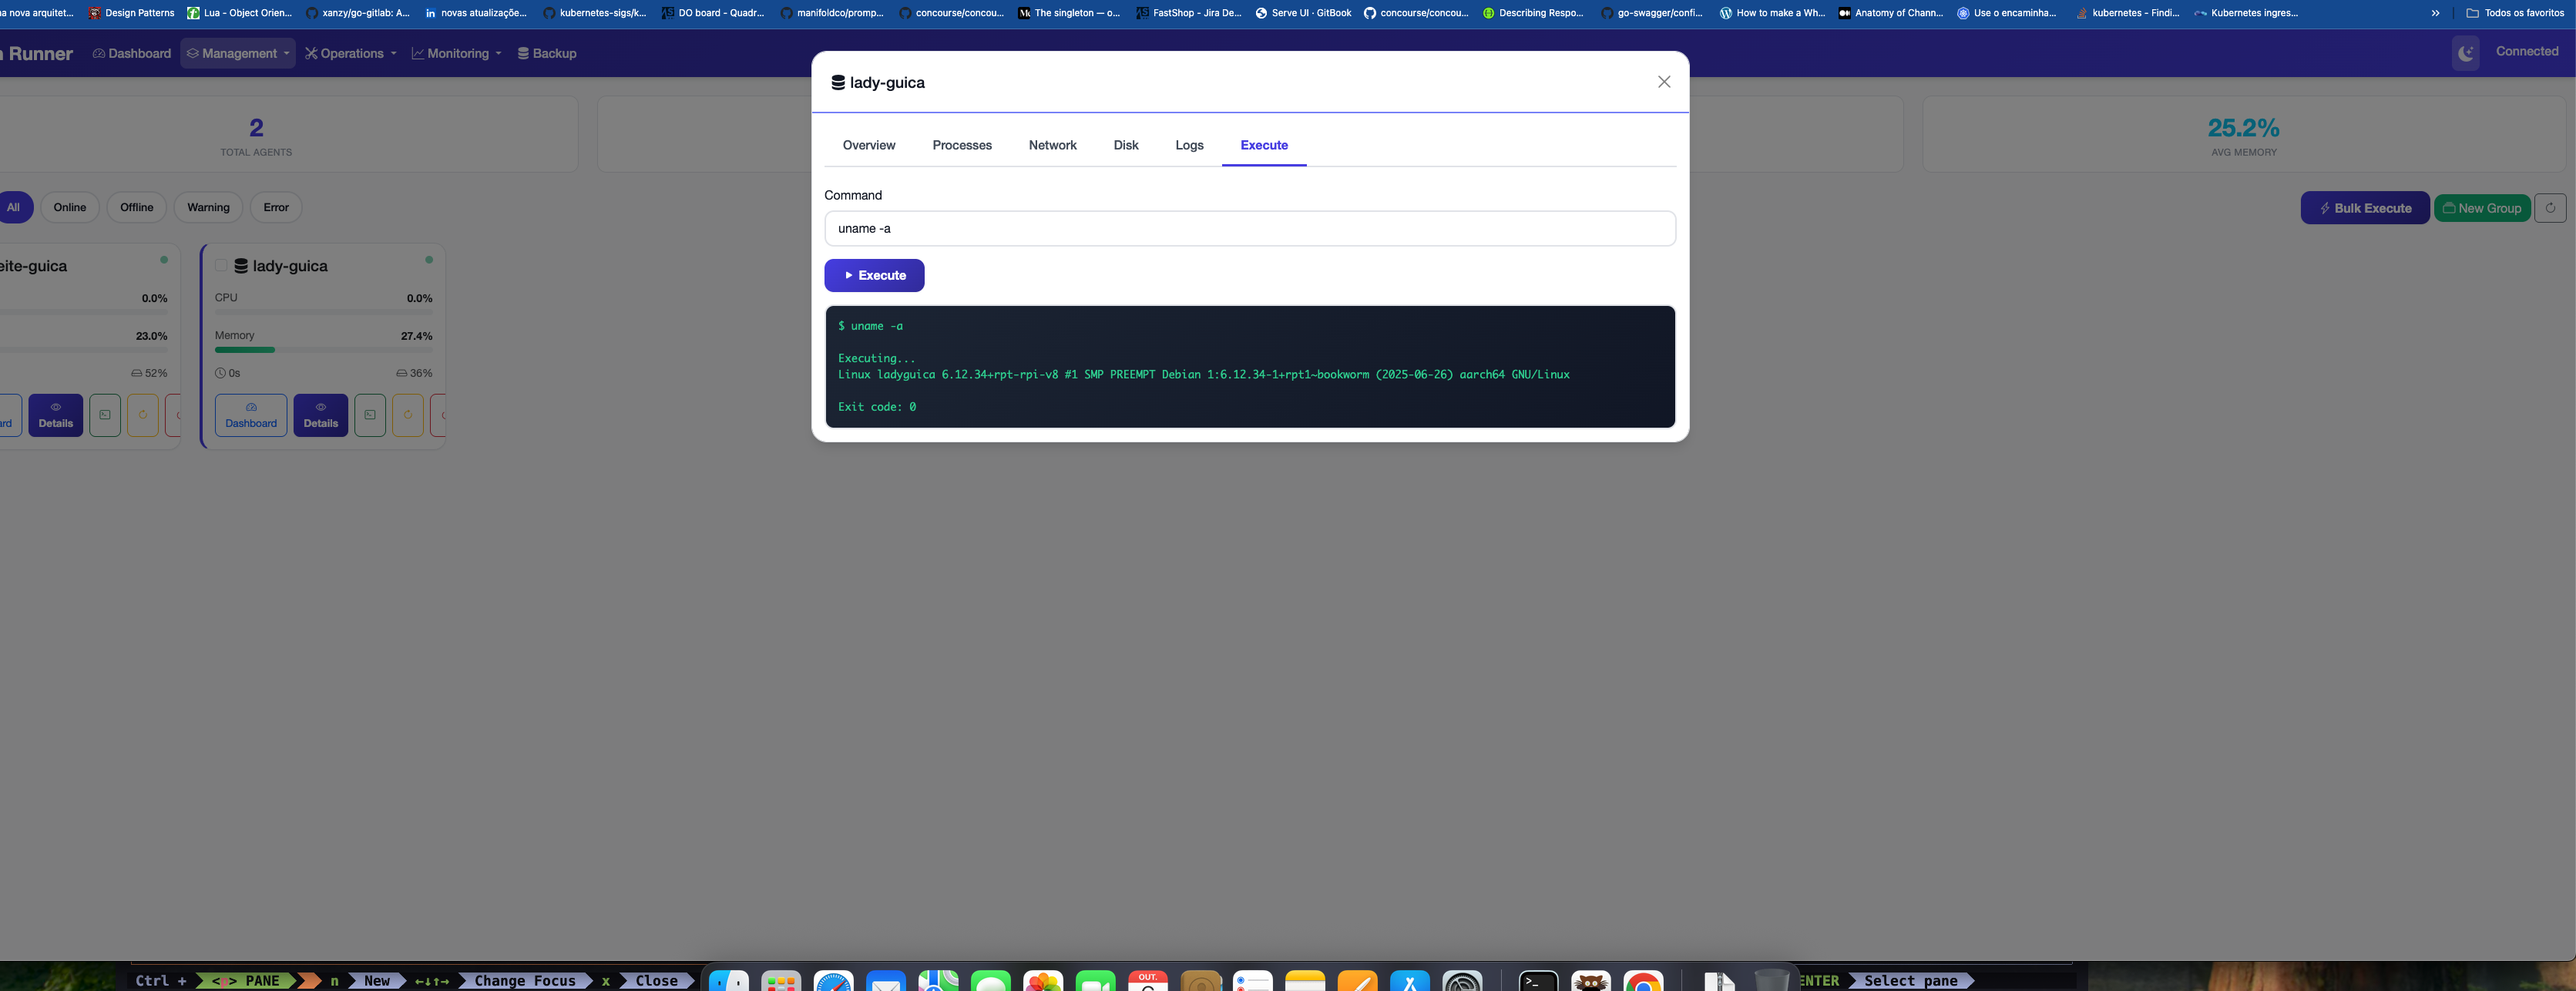 na nova arquitet... Design Patterns Lua - Object Orien... xanzy/go-gitlab: A... novas atualizaçõe... kubernetes-sigs/k... DO board - Quadr... manifoldco/promp... concourse/concou... The singleton — o... FastShop - Jira De... Serve UI · GitBook concourse/concou... Describing Respo... go-swagger/confi... How to make a Wh... Anatomy of Chann... Use o encaminha... kubernetes - Findi... Kubernetes ingres... » Todos os favoritos
Runner Dashboard Management Operations Monitoring Backup Connected
2
TOTAL AGENTS
25.2%
AVG MEMORY
All Online Offline Warning Error
Bulk Execute New Group
eite-guica
0.0%
23.0%
52%
Details
lady-guica
CPU 0.0%
Memory 27.4%
0s 36%
Dashboard Details
lady-guica
Overview Processes Network Disk Logs Execute
Command
uname -a
Execute
$ uname -a
Executing...
Linux ladyguica 6.12.34+rpt-rpi-v8 #1 SMP PREEMPT Debian 1:6.12.34-1+rpt1~bookworm (2025-06-26) aarch64 GNU/Linux
Exit code: 0
Ctrl + <p> PANE n New ←↓↑→ Change Focus x Close
OUT.
ENTER Select pane